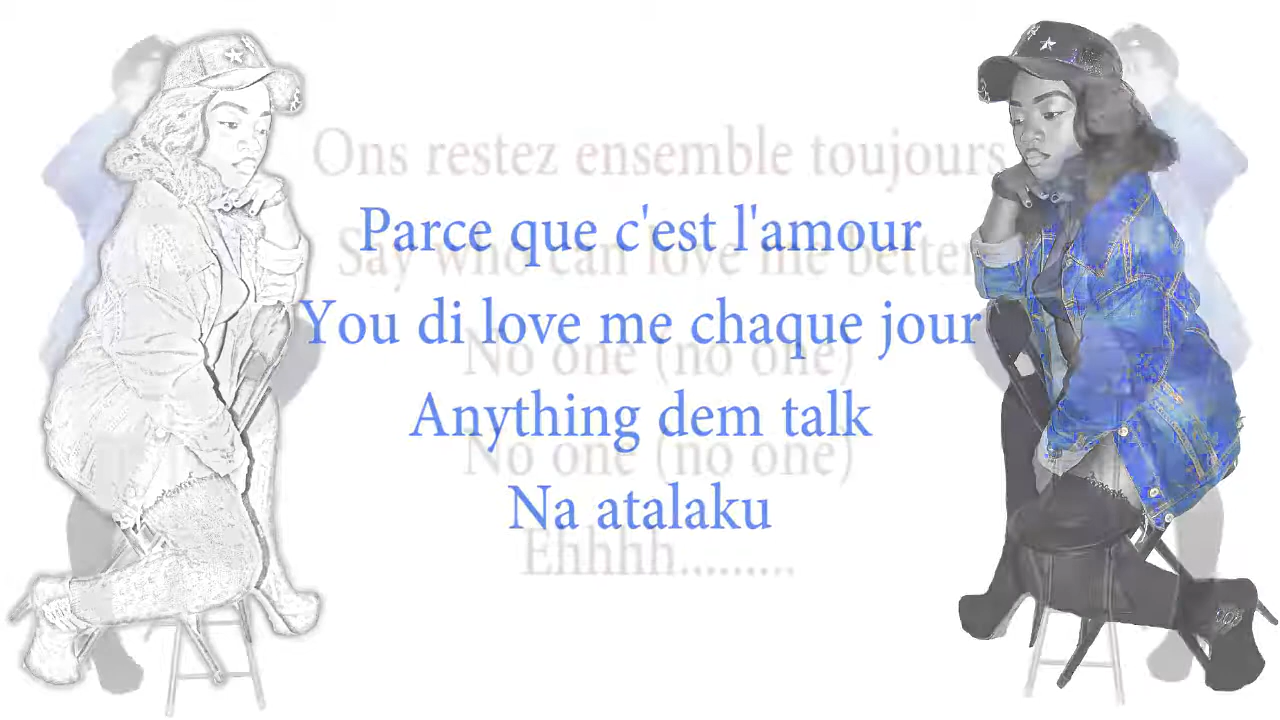 Ons restez ensemble toujours
Parce que c'est l'amour
Say who can love me better
You di love me chaque jour
No one (no one)
Anything dem talk
No one (no one)
Na atalaku
Ehhhh.........